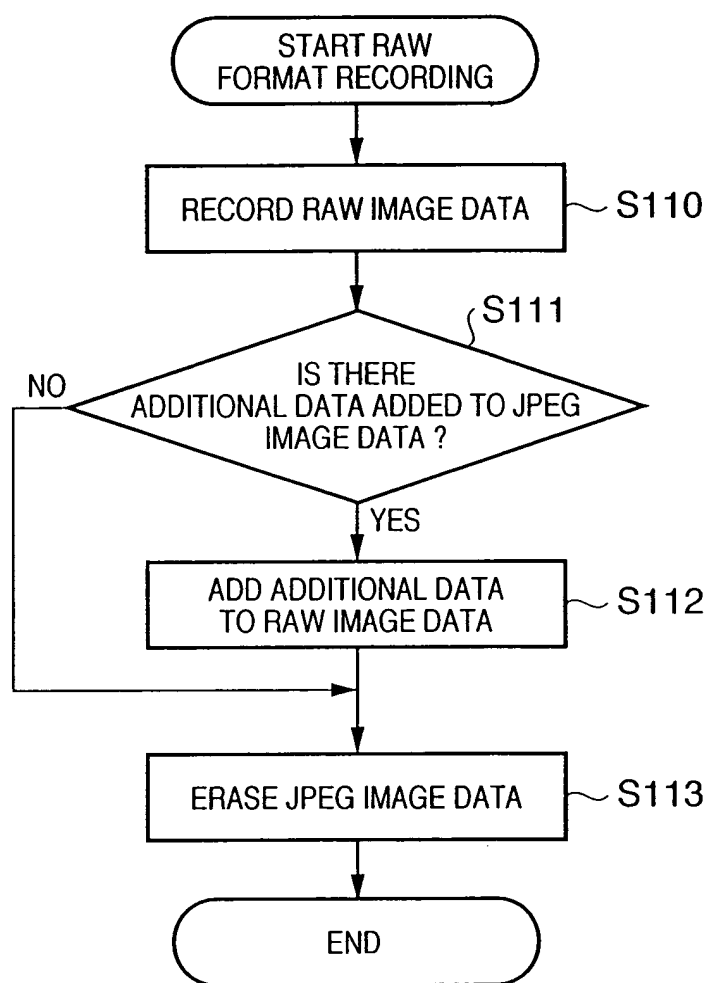 START RAW
FORMAT RECORDING
RECORD RAW IMAGE DATA
S110
S111
IS THERE
ADDITIONAL DATA ADDED TO JPEG
IMAGE DATA ?
NO
YES
ADD ADDITIONAL DATA
TO RAW IMAGE DATA
S112
ERASE JPEG IMAGE DATA
S113
END